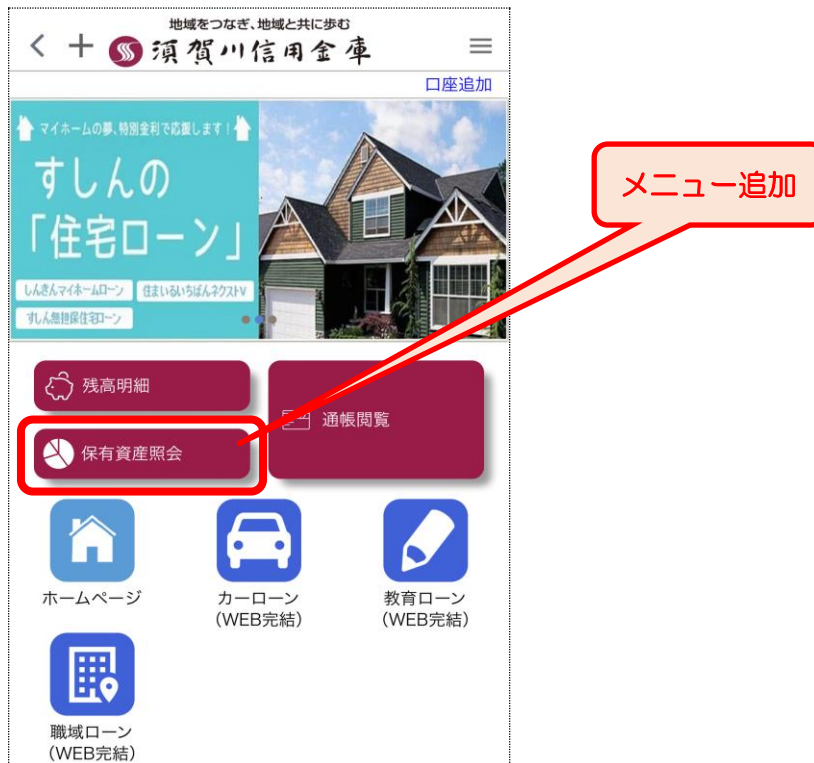 地域をつなぎ、地域と共に歩む
須賀川信用金庫
口座追加
マイホームの夢、特別金利で応援します！
すしんの
「住宅ローン」
しんきんマイホームローン
住まいるいちばんネクストV
すしん無担保住宅ローン
メニュー追加
残高明細
通帳閲覧
保有資産照会
ホームページ
カーローン
(WEB完結)
教育ローン
(WEB完結)
職域ローン
(WEB完結)